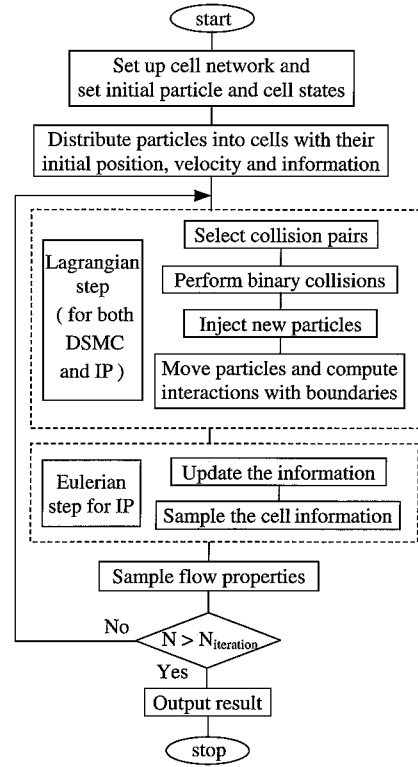 start
Set up cell network and
set initial particle and cell states
Distribute particles into cells with their
initial position, velocity and information
Lagrangian
step
( for both
DSMC
and IP )
Select collision pairs
Perform binary collisions
Inject new particles
Move particles and compute
interactions with boundaries
Eulerian
step for IP
Update the information
Sample the cell information
Sample flow properties
No
N > Niteration
Yes
Output result
stop